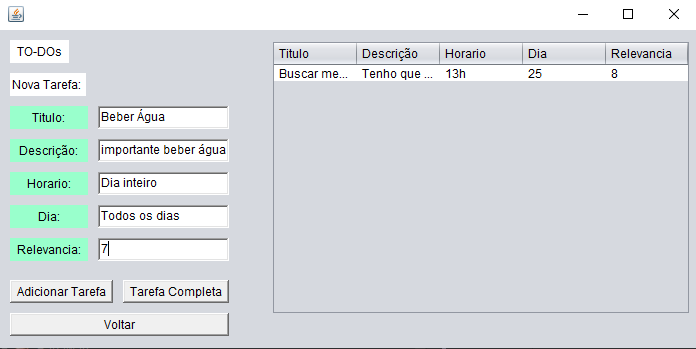 TO-DOs
Nova Tarefa:
Titulo: Beber Água
Descrição: importante beber água
Horario: Dia inteiro
Dia: Todos os dias
Relevancia: 7
Adicionar Tarefa Tarefa Completa
Voltar
Titulo Descrição Horario Dia Relevancia
Buscar me... Tenho que ... 13h 25 8